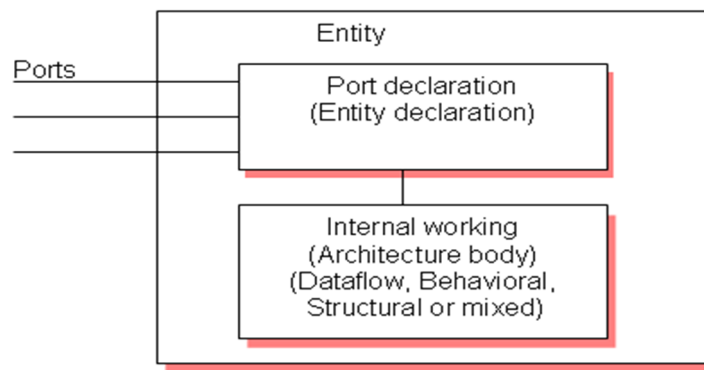 Entity
Ports
Port declaration
(Entity declaration)
Internal working
(Architecture body)
(Dataflow, Behavioral,
Structural or mixed)